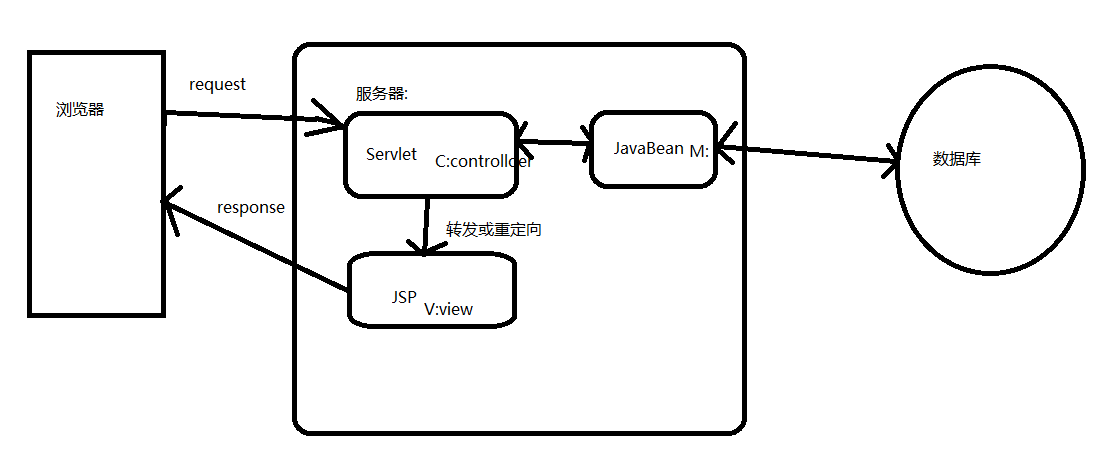 浏览器
request
服务器:
Servlet
C:controlloer
JavaBean
M:
数据库
response
转发或重定向
JSP
V:view